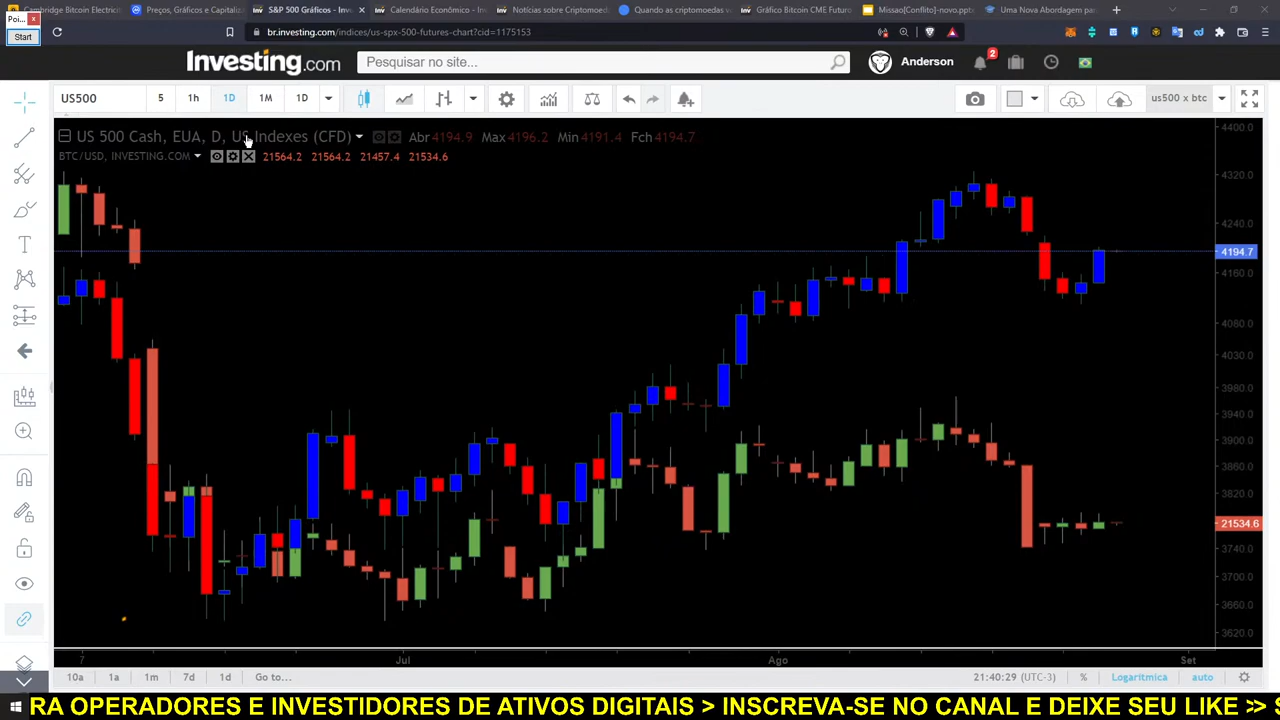 Cambridge Bitcoin Electric
Preços, Gráficos e Capitaliz
S&P 500 Gráficos - Inve
Calendário Econômico - Inv
Notícias sobre Criptomoed
Quando as criptomoedas v
Gráfico Bitcoin CME Futuro
Missao[Conflito]-novo.ppt
Uma Nova Abordagem pa
Poi...
Start
br.investing.com/indices/us-spx-500-futures-chart?cid=1175153
Investing.com
Pesquisar no site...
Anderson
2
US500
5
1h
1D
1M
1D
us500 x btc
US 500 Cash, EUA, D, US Indexes (CFD)
Abr 4194.9 Max 4196.2 Min 4191.4 Fch 4194.7
BTC/USD, INVESTING.COM
21564.2 21564.2 21457.4 21534.6
4400.0
4320.0
4240.0
4194.7
4160.0
4080.0
4030.0
3980.0
3940.0
3900.0
3860.0
3820.0
21534.6
3740.0
3700.0
3660.0
3620.0
7 Jul Ago Set
10a 1a 1m 7d 1d Go to...
21:40:29 (UTC-3) % Logarítmica auto
RA OPERADORES E INVESTIDORES DE ATIVOS DIGITAIS > INSCREVA-SE NO CANAL E DEIXE SEU LIKE >>